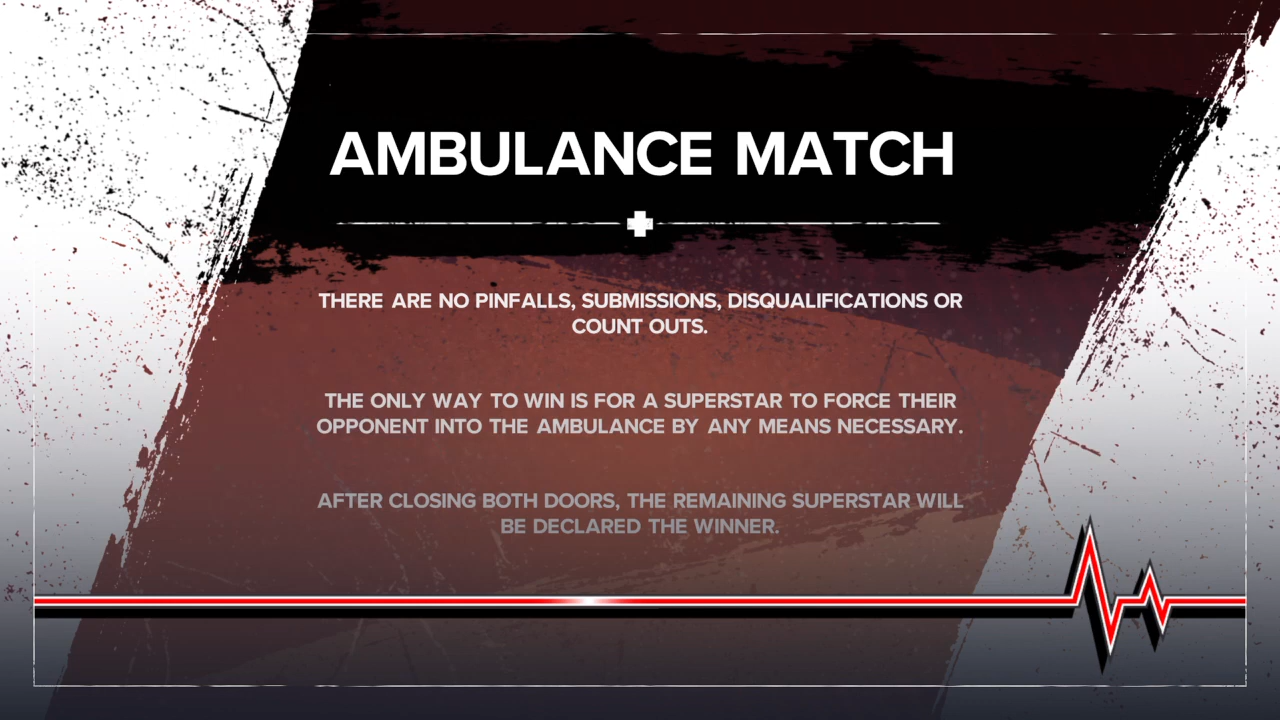 AMBULANCE MATCH
THERE ARE NO PINFALLS, SUBMISSIONS, DISQUALIFICATIONS OR
COUNT OUTS.
THE ONLY WAY TO WIN IS FOR A SUPERSTAR TO FORCE THEIR
OPPONENT INTO THE AMBULANCE BY ANY MEANS NECESSARY.
AFTER CLOSING BOTH DOORS, THE REMAINING SUPERSTAR WILL
BE DECLARED THE WINNER.